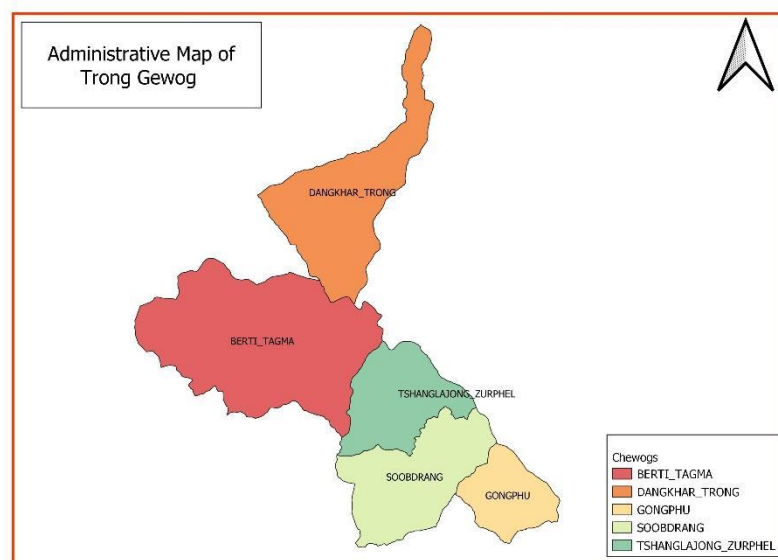 Administrative Map of
Trong Gewog
DANGKHAR_TRONG
BERTI_TAGMA
TSHANGLAJONG_ZURPHEL
SOOBDRANG
GONGPHU
Chewogs
BERTI_TAGMA
DANGKHAR_TRONG
GONGPHU
SOOBDRANG
TSHANGLAJONG_ZURPHEL